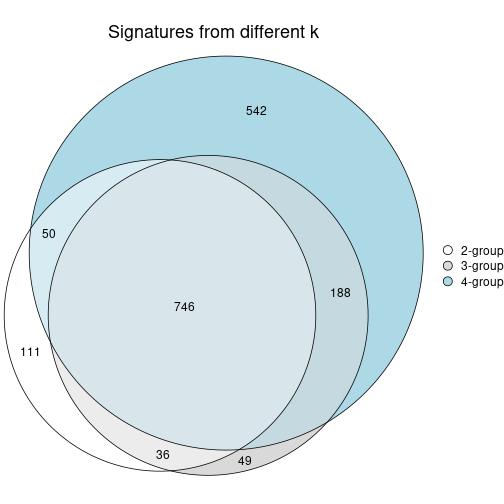 Signatures from different k
542
50
2-group
3-group
4-group
188
746
111
36
49